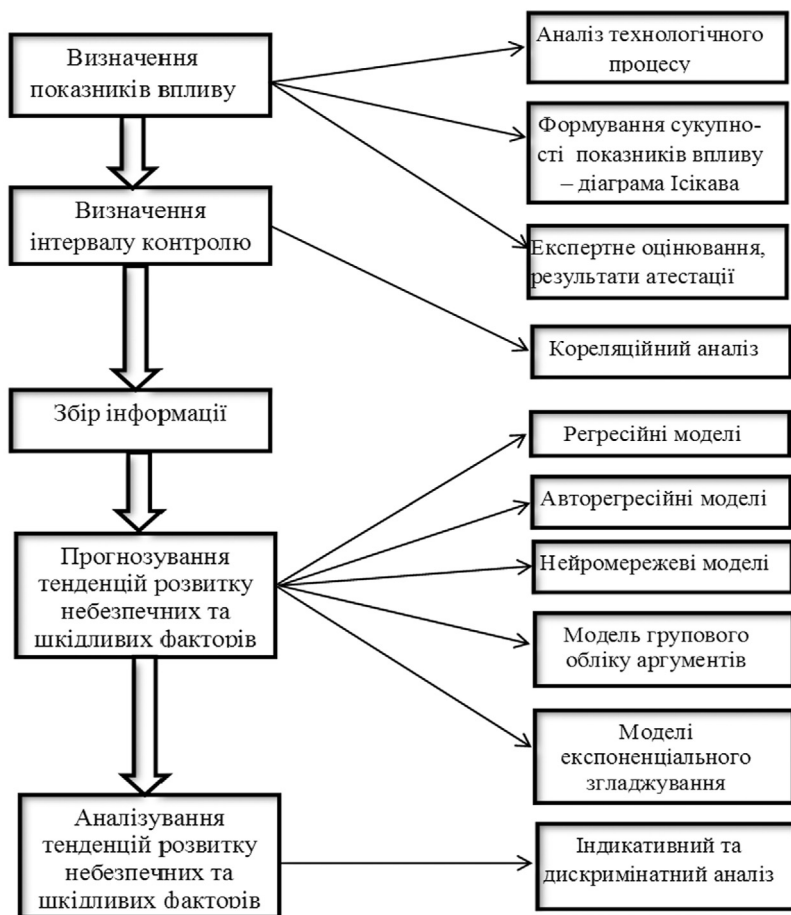 Визначення
показників впливу
Аналіз технологічного
процесу
Формування сукупно-
сті показників впливу
– діаграма Ісікава
Експертне оцінювання,
результати атестації
Визначення
інтервалу контролю
Кореляційний аналіз
Збір інформації
Прогнозування
тенденцій розвитку
небезпечних та
шкідливих факторів
Регресійні моделі
Авторегресійні моделі
Нейромережеві моделі
Модель групового
обліку аргументів
Моделі
експоненціального
згладжування
Аналізування
тенденцій розвитку
небезпечних та
шкідливих факторів
Індикативний та
дискримінатний аналіз